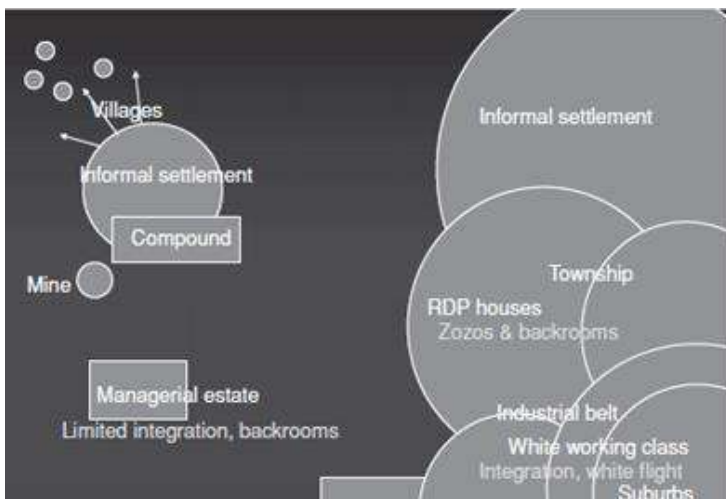 Villages
Informal settlement
Compound
Mine
Managerial estate
Limited integration, backrooms
Informal settlement
Township
RDP houses
Zozos & backrooms
Industrial belt
White working class
Integration, white flight
Suburbs